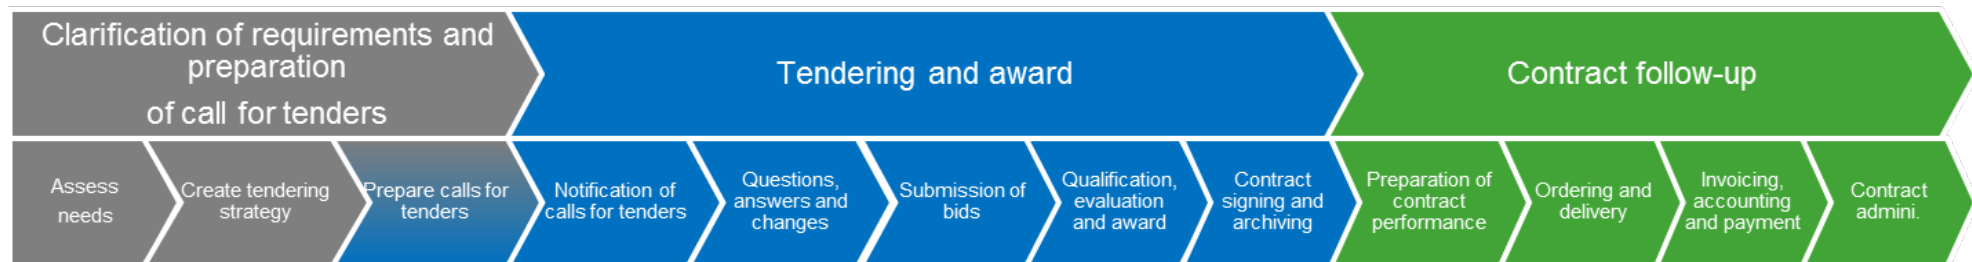 Clarification of requirements and
preparation
of call for tenders
Tendering and award
Contract follow-up
Assess
needs
Create tendering
strategy
Prepare calls for
tenders
Notification of
calls for tenders
Questions,
answers and
changes
Submission of
bids
Qualification,
evaluation
and award
Contract
signing and
archiving
Preparation of
contract
performance
Ordering and
delivery
Invoicing,
accounting
and payment
Contract
admini.